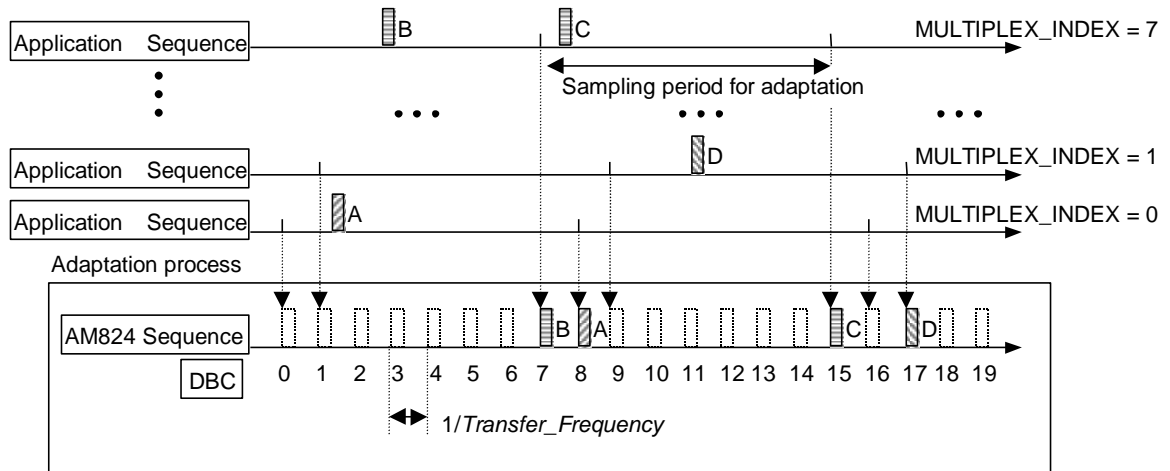 B C
Application Sequence MULTIPLEX_INDEX = 7
Sampling period for adaptation
D
Application Sequence MULTIPLEX_INDEX = 1
A
Application Sequence MULTIPLEX_INDEX = 0
Adaptation process
AM824 Sequence B A C D
DBC 0 1 2 3 4 5 6 7 8 9 10 11 12 13 14 15 16 17 18 19
1/Transfer_Frequency